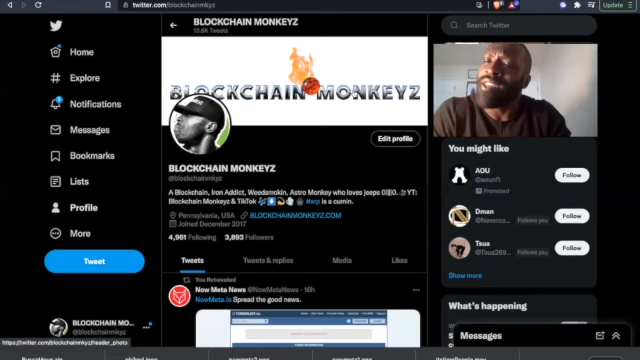 twitter.com/blockchainmkyz
Update
BLOCKCHAIN MONKEYZ
13.6K Tweets
Search Twitter
Home
Explore
Notifications
Messages
Bookmarks
Lists
Profile
More
Tweet
BLOCKCHAIN MONKEYZ
Edit profile
BLOCKCHAIN MONKEYZ
@blockchainmkyz
A Blockchain, Iron Addict, Weedsmokin, Astro Monkey who loves jeeps YT:
Blockchain Monkeyz & TikTok #xrp is a cumin.
Pennsylvania, USA BLOCKCHAINMONKEYZ.COM
Joined December 2017
4,961 Following 3,893 Followers
Tweets Tweets & replies Media Likes
You Retweeted
Now Meta News @NowMetaNews · 16h
NowMeta.io Spread the good news.
You might like
AOU
@aounft
Promoted
Follow
Dman
@Neverco... Follows you
Follow
Tsua
@Tsua269... Follows you
Follow
Show more
What's happening
Messages
BLOCKCHAIN MO...
@blockchainmkyz
https://twitter.com/blockchainmkyz/header_photo